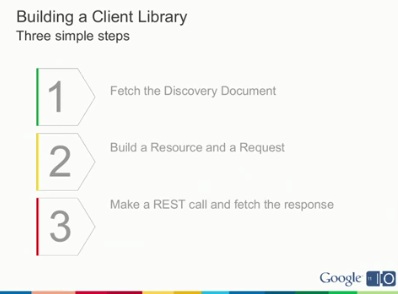 Building a Client Library
Three simple steps
1
Fetch the Discovery Document
2
Build a Resource and a Request
3
Make a REST call and fetch the response
Google IO